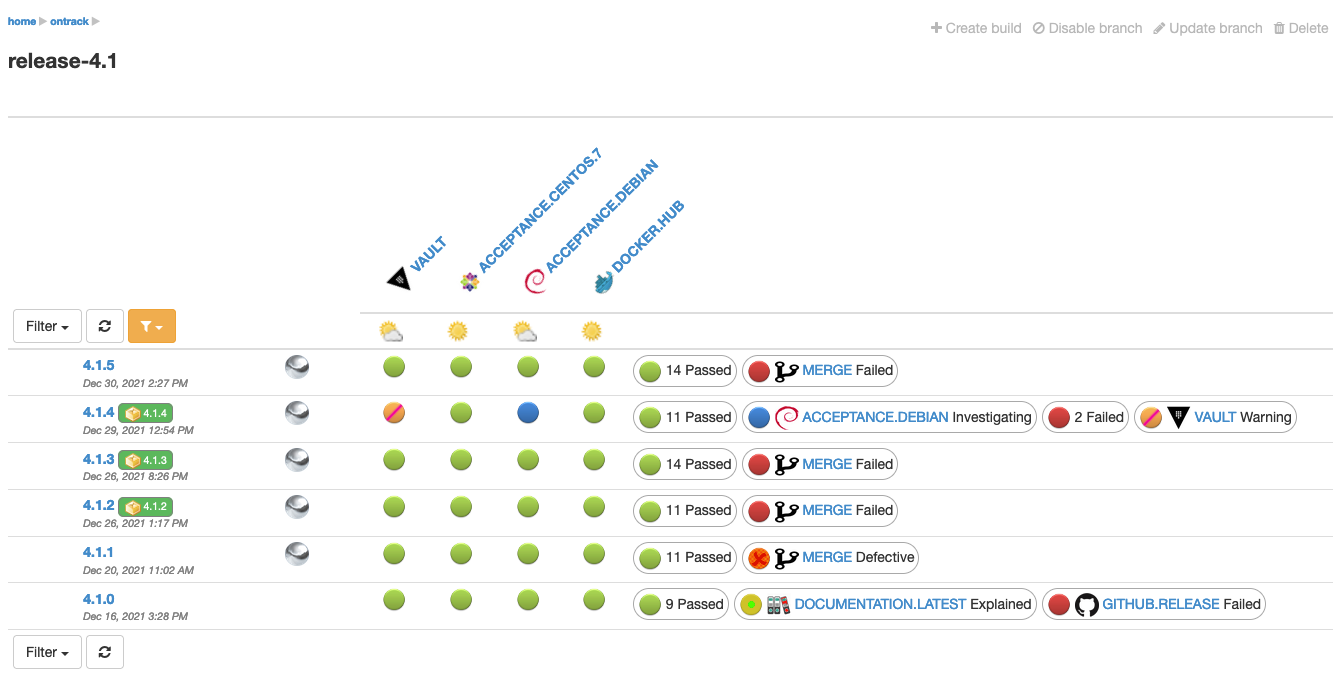 home ontrack
Create build Disable branch Update branch Delete
release-4.1
VAULT
ACCEPTANCE.CENTOS.7
ACCEPTANCE.DEBIAN
DOCKER.HUB
Filter
4.1.5
14 Passed MERGE Failed
Dec 30, 2021 2:27 PM
4.1.4 4.1.4
11 Passed ACCEPTANCE.DEBIAN Investigating 2 Failed VAULT Warning
Dec 29, 2021 12:54 PM
4.1.3 4.1.3
14 Passed MERGE Failed
Dec 26, 2021 8:26 PM
4.1.2 4.1.2
11 Passed MERGE Failed
Dec 26, 2021 1:17 PM
4.1.1
11 Passed MERGE Defective
Dec 20, 2021 11:02 AM
4.1.0
9 Passed DOCUMENTATION.LATEST Explained GITHUB.RELEASE Failed
Dec 16, 2021 3:28 PM
Filter